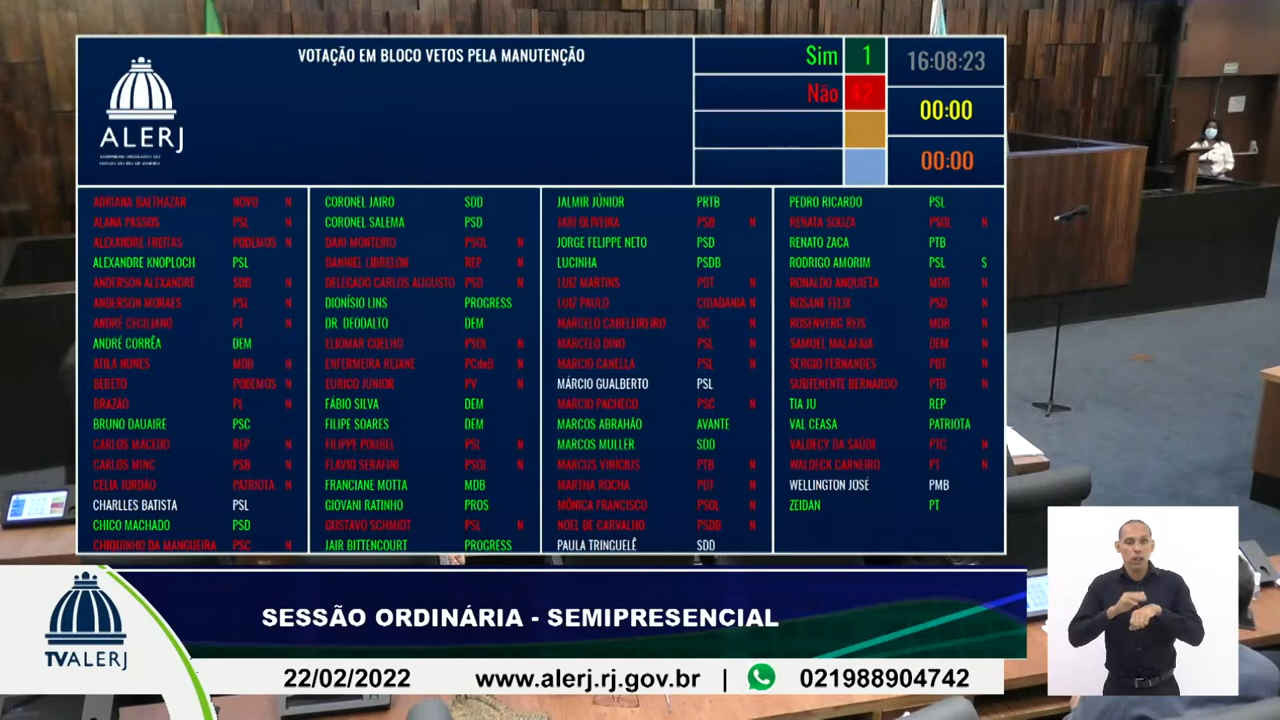 VOTAÇÃO EM BLOCO VETOS PELA MANUTENÇÃO
Sim 1
Não 42
16:08:23
00:00
00:00
ALERJ
ADRIANA BALTHAZAR NOVO N
ALANA PASSOS PSL N
ALEXANDRE FREITAS PODEMOS N
ALEXANDRE KNOPLOCH PSL
ANDERSON ALEXANDRE SDD N
ANDERSON MORAES PSL N
ANDRÉ CECILIANO PT N
ANDRÉ CORRÊA DEM
ATILA NUNES MDB N
BEBETO PODEMOS N
BRAZÃO PL N
BRUNO DAUAIRE PSC
CARLOS MACEDO REP N
CARLOS MINC PSB N
CELIA JORDÃO PATRIOTA N
CHARLLES BATISTA PSL
CHICO MACHADO PSD
CHIQUINHO DA MANGUEIRA PSC N
CORONEL JAIRO SDD
CORONEL SALEMA PSD
DANI MONTEIRO PSOL N
DANNIEL LIBRELON REP N
DELEGADO CARLOS AUGUSTO PSD N
DIONÍSIO LINS PROGRESS
DR. DEODALTO DEM
ELIOMAR COELHO PSOL N
ENFERMEIRA REJANE PCdoB N
EURICO JUNIOR PV N
FÁBIO SILVA DEM
FILIPE SOARES DEM
FILIPPE POUBEL PSL N
FLAVIO SERAFINI PSOL N
FRANCIANE MOTTA MDB
GIOVANI RATINHO PROS
GUSTAVO SCHMIDT PSL N
JAIR BITTENCOURT PROGRESS
JALMIR JÚNIOR PRTB
JARI OLIVEIRA PSB N
JORGE FELIPPE NETO PSD
LUCINHA PSDB
LUIZ MARTINS PDT N
LUIZ PAULO CIDADANIA N
MARCELO CABELEIREIRO DC N
MARCELO DINO PSL N
MARCIO CANELLA PSL N
MÁRCIO GUALBERTO PSL
MARCIO PACHECO PSC N
MARCOS ABRAHÃO AVANTE
MARCOS MULLER SDD
MARCUS VINICIUS PTB N
MARTHA ROCHA PDT N
MÔNICA FRANCISCO PSOL N
NOEL DE CARVALHO PSDB N
PAULA TRINGUELÊ SDD
PEDRO RICARDO PSL
RENATA SOUZA PSOL N
RENATO ZACA PTB
RODRIGO AMORIM PSL S
RONALDO ANQUIETA MDB N
ROSANE FELIX PSD N
ROSENVERG REIS MDB N
SAMUEL MALAFAIA DEM N
SERGIO FERNANDES PDT N
SUBTENENTE BERNARDO PTB N
TIA JU REP
VAL CEASA PATRIOTA
VALDECY DA SAÚDE PTC N
WALDECK CARNEIRO PT N
WELLINGTON JOSÉ PMB
ZEIDAN PT
SESSÃO ORDINÁRIA - SEMIPRESENCIAL
TVALERJ
22/02/2022 www.alerj.rj.gov.br | 021988904742